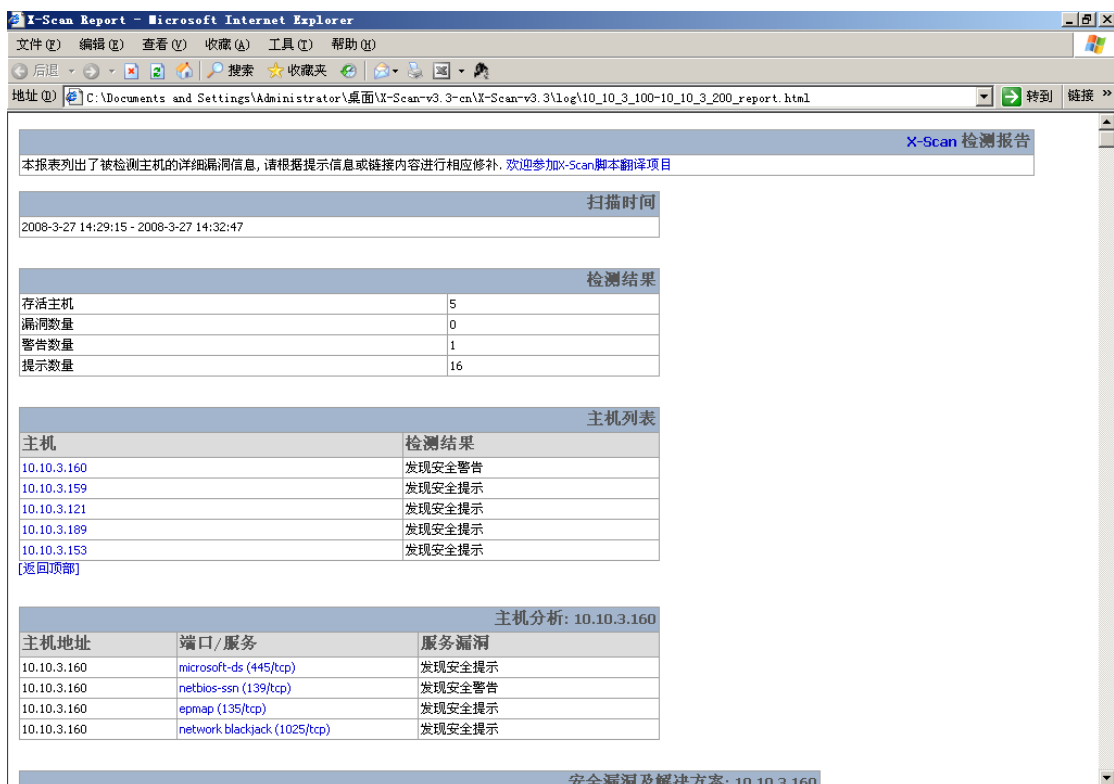 X-Scan Report - Microsoft Internet Explorer
文件(F) 编辑(E) 查看(V) 收藏(A) 工具(T) 帮助(H)
后退 搜索 收藏夹
地址(D) C:\Documents and Settings\Administrator\桌面\X-Scan-v3.3-cn\X-Scan-v3.3\log\10_10_3_100-10_10_3_200_report.html 转到 链接 »
X-Scan 检测报告
本报表列出了被检测主机的详细漏洞信息, 请根据提示信息或链接内容进行相应修补. 欢迎参加X-Scan脚本翻译项目
扫描时间
2008-3-27 14:29:15 - 2008-3-27 14:32:47
检测结果
存活主机 5
漏洞数量 0
警告数量 1
提示数量 16
主机列表
主机 检测结果
10.10.3.160 发现安全警告
10.10.3.159 发现安全提示
10.10.3.121 发现安全提示
10.10.3.189 发现安全提示
10.10.3.153 发现安全提示
[返回顶部]
主机分析: 10.10.3.160
主机地址 端口/服务 服务漏洞
10.10.3.160 microsoft-ds (445/tcp) 发现安全提示
10.10.3.160 netbios-ssn (139/tcp) 发现安全警告
10.10.3.160 epmap (135/tcp) 发现安全提示
10.10.3.160 network blackjack (1025/tcp) 发现安全提示
安全漏洞及解决方案: 10.10.3.160